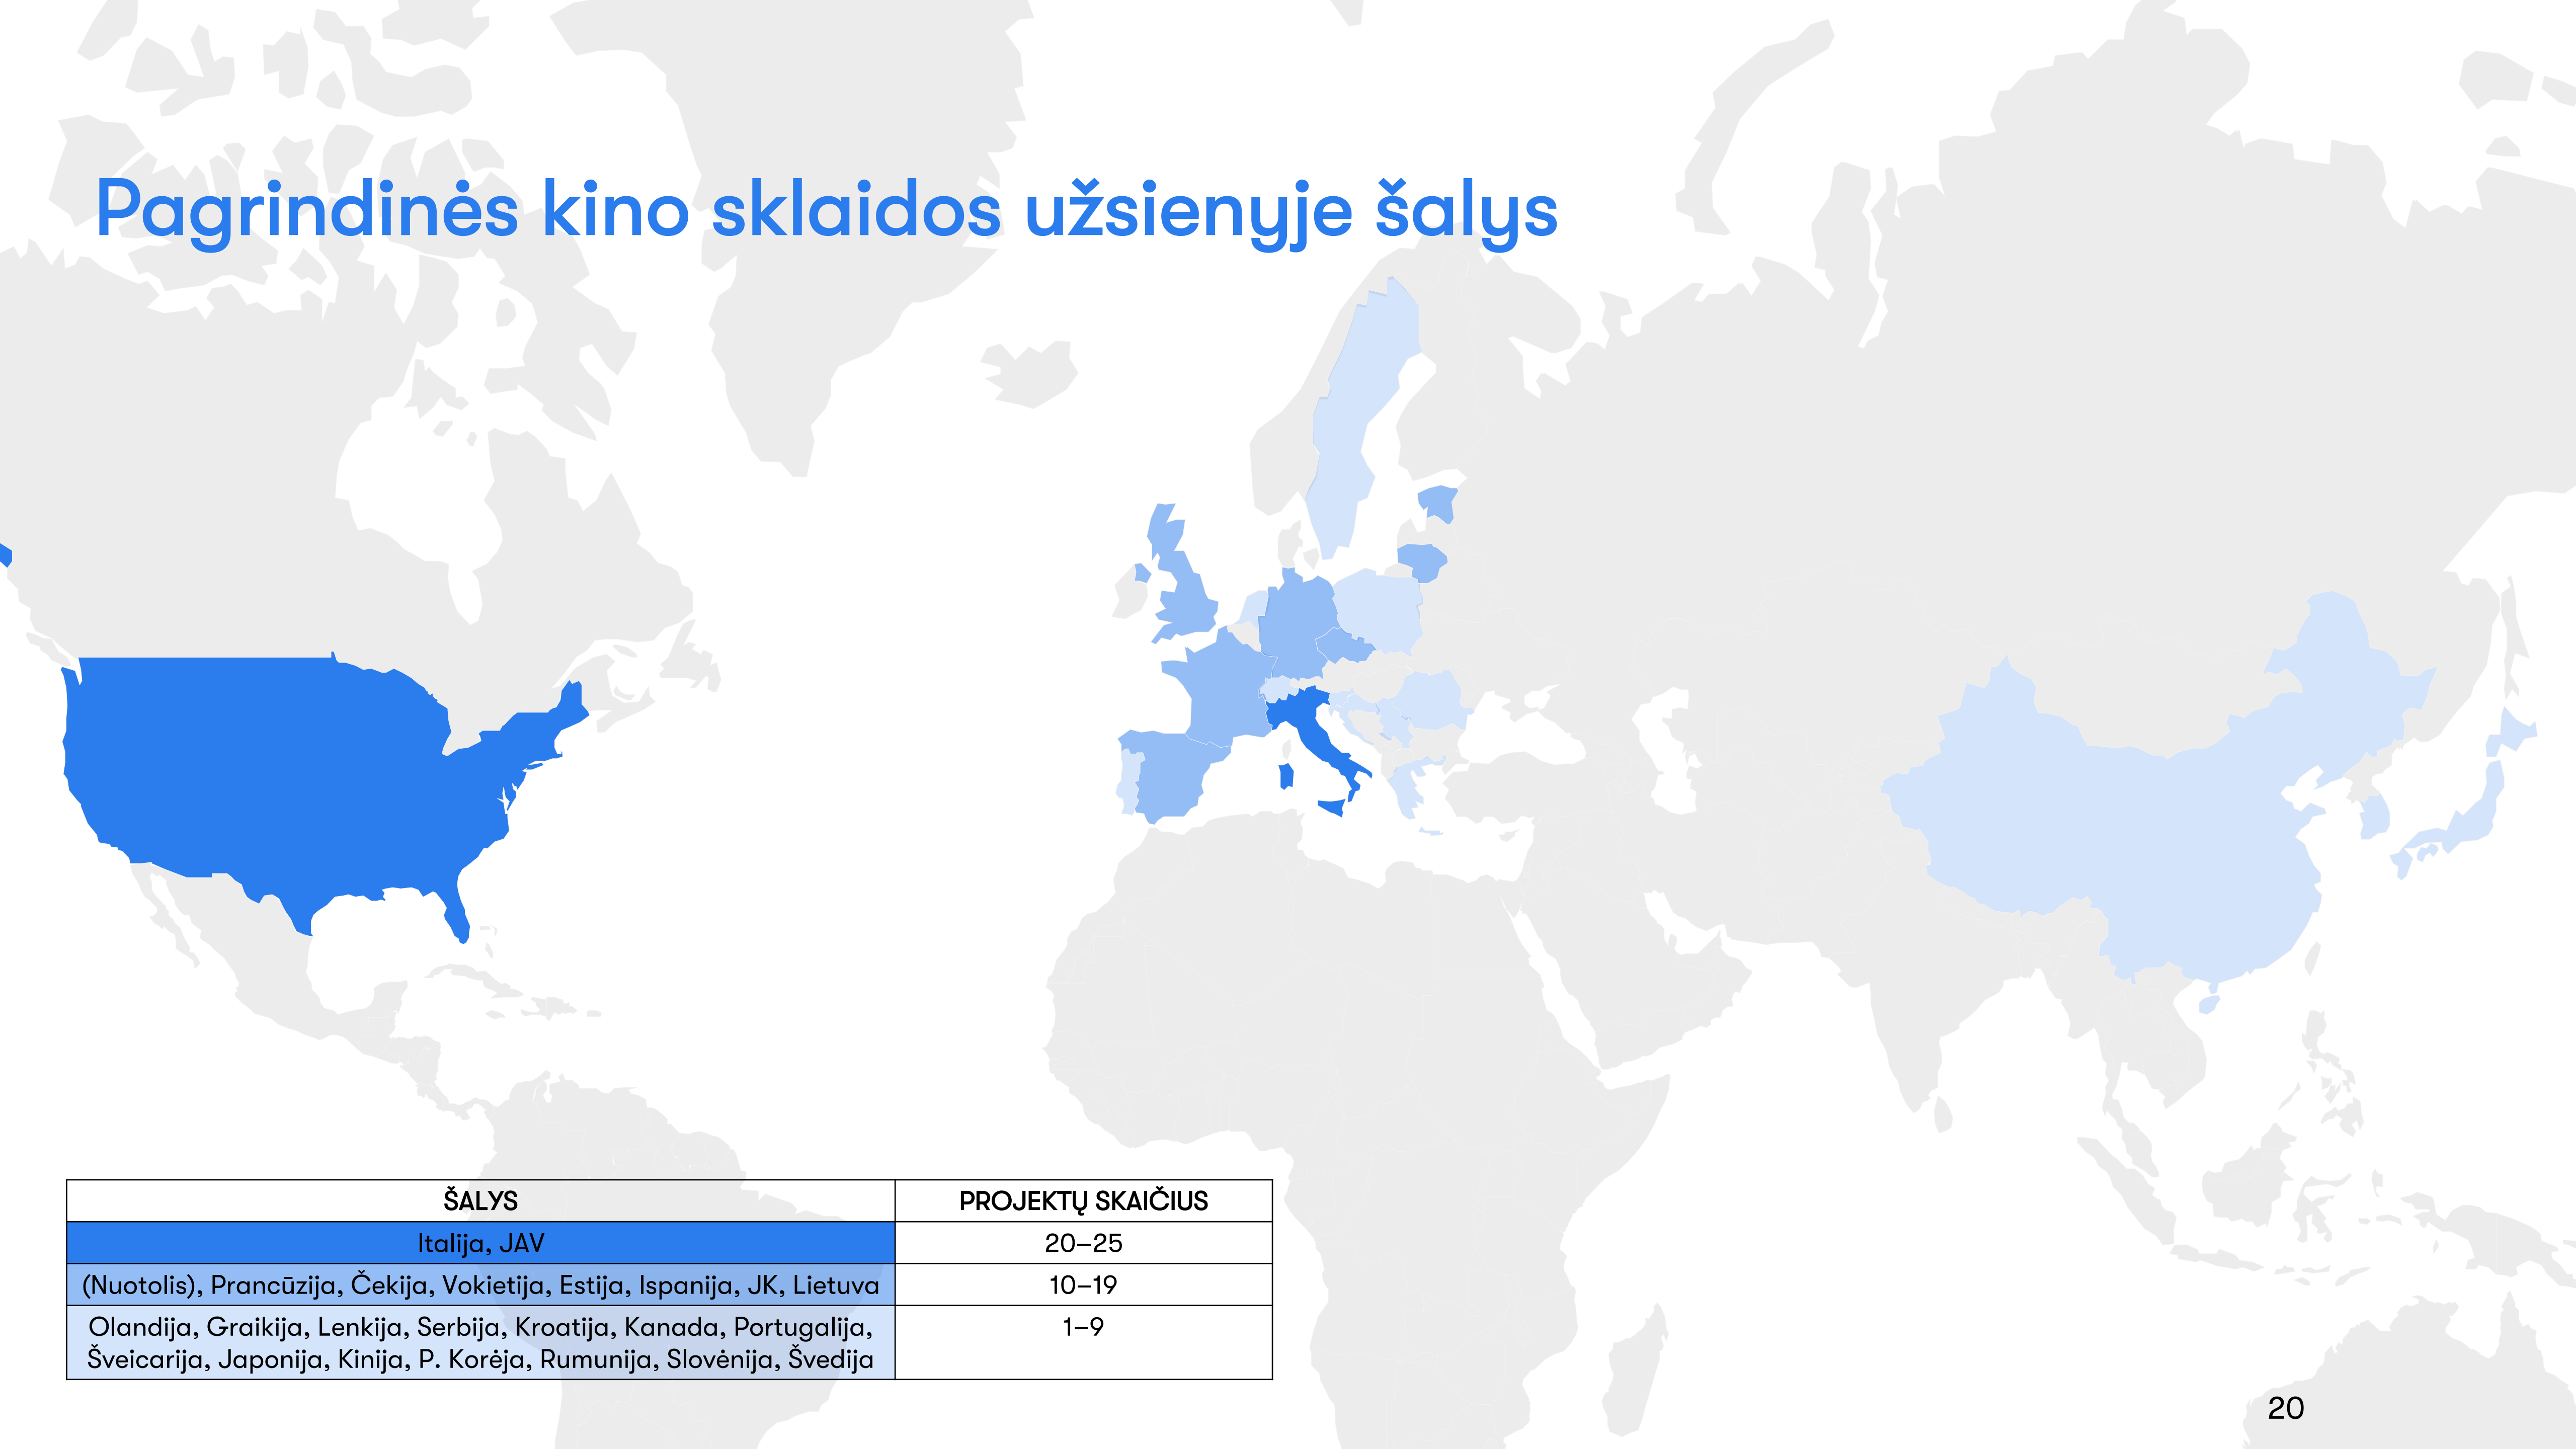 Pagrindinės kino sklaidos užsienyje šalys
ŠALYS PROJEKTŲ SKAIČIUS
Italija, JAV 20–25
(Nuotolis), Prancūzija, Čekija, Vokietija, Estija, Ispanija, JK, Lietuva 10–19
Olandija, Graikija, Lenkija, Serbija, Kroatija, Kanada, Portugalija, 1–9
Šveicarija, Japonija, Kinija, P. Korėja, Rumunija, Slovėnija, Švedija
20